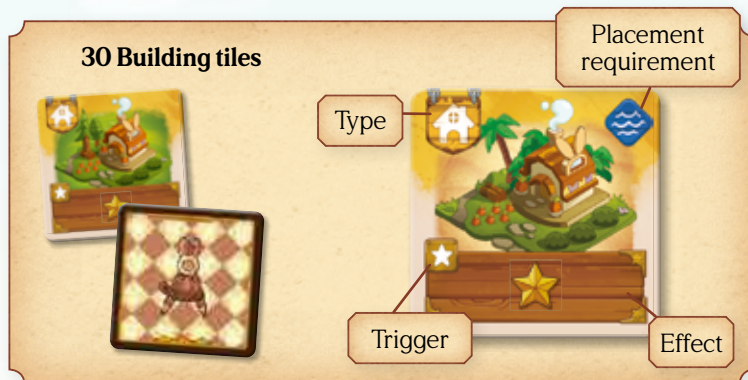 30 Building tiles
Placement
requirement
Type
Trigger
Effect